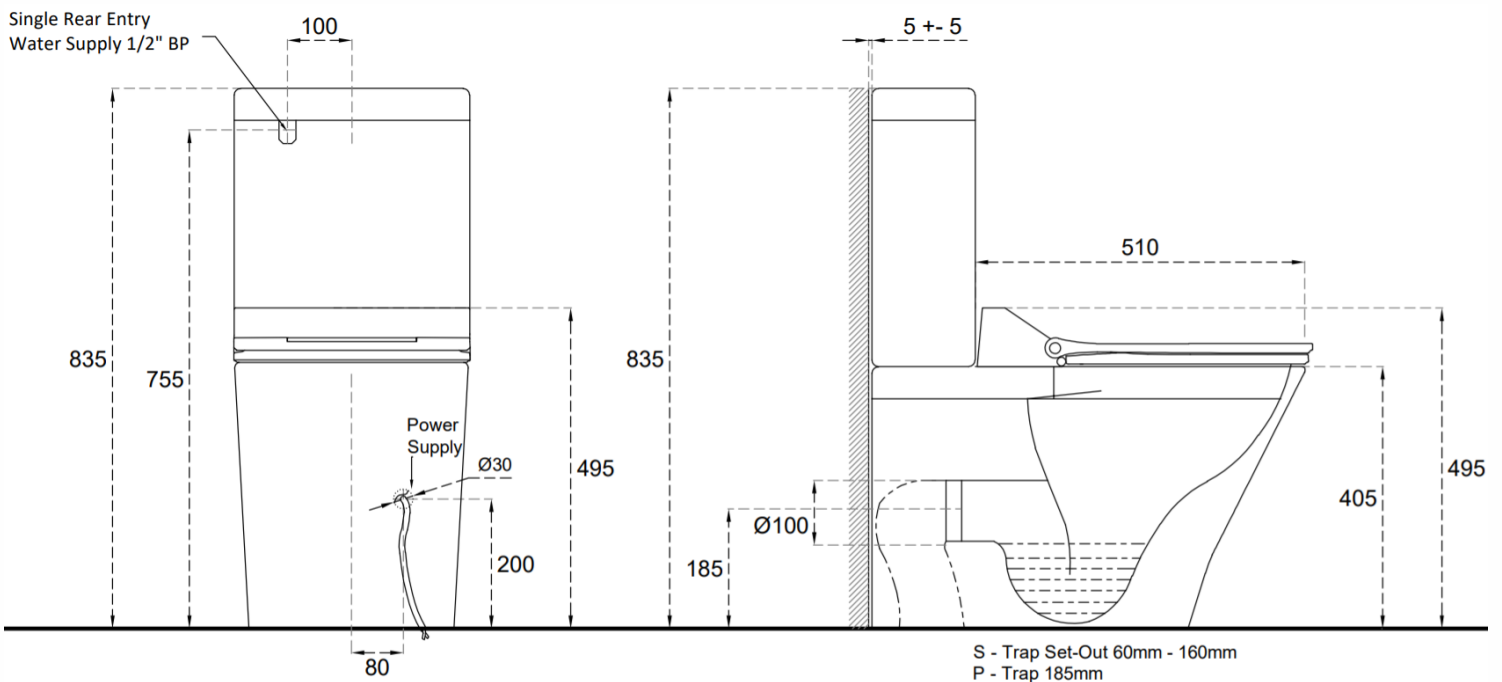 Single Rear Entry
Water Supply 1/2" BP
100
5 +- 5
510
835
755
Power
Supply
Ø30
495
200
80
835
Ø100
185
405
495
S - Trap Set-Out 60mm - 160mm
P - Trap 185mm